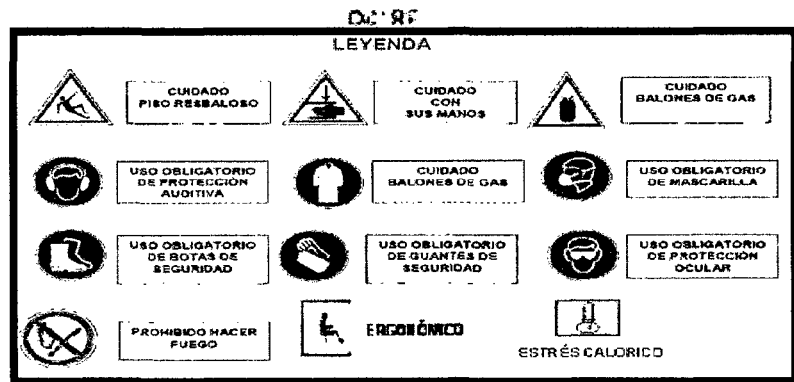 LEYENDA
CUIDADO
PISO RESBALOSO
CUIDADO
CON
SUS MANOS
CUIDADO
BALONES DE GAS
USO OBLIGATORIO
DE PROTECCIÓN
AUDITIVA
CUIDADO
BALONES DE GAS
USO OBLIGATORIO
DE MASCARILLA
USO OBLIGATORIO
DE BOTAS DE
SEGURIDAD
USO OBLIGATORIO
DE GUANTES DE
SEGURIDAD
USO OBLIGATORIO
DE PROTECCIÓN
OCULAR
PROHIBIDO HACER
FUEGO
ERGONÓMICO
ESTRÉS CALORICO